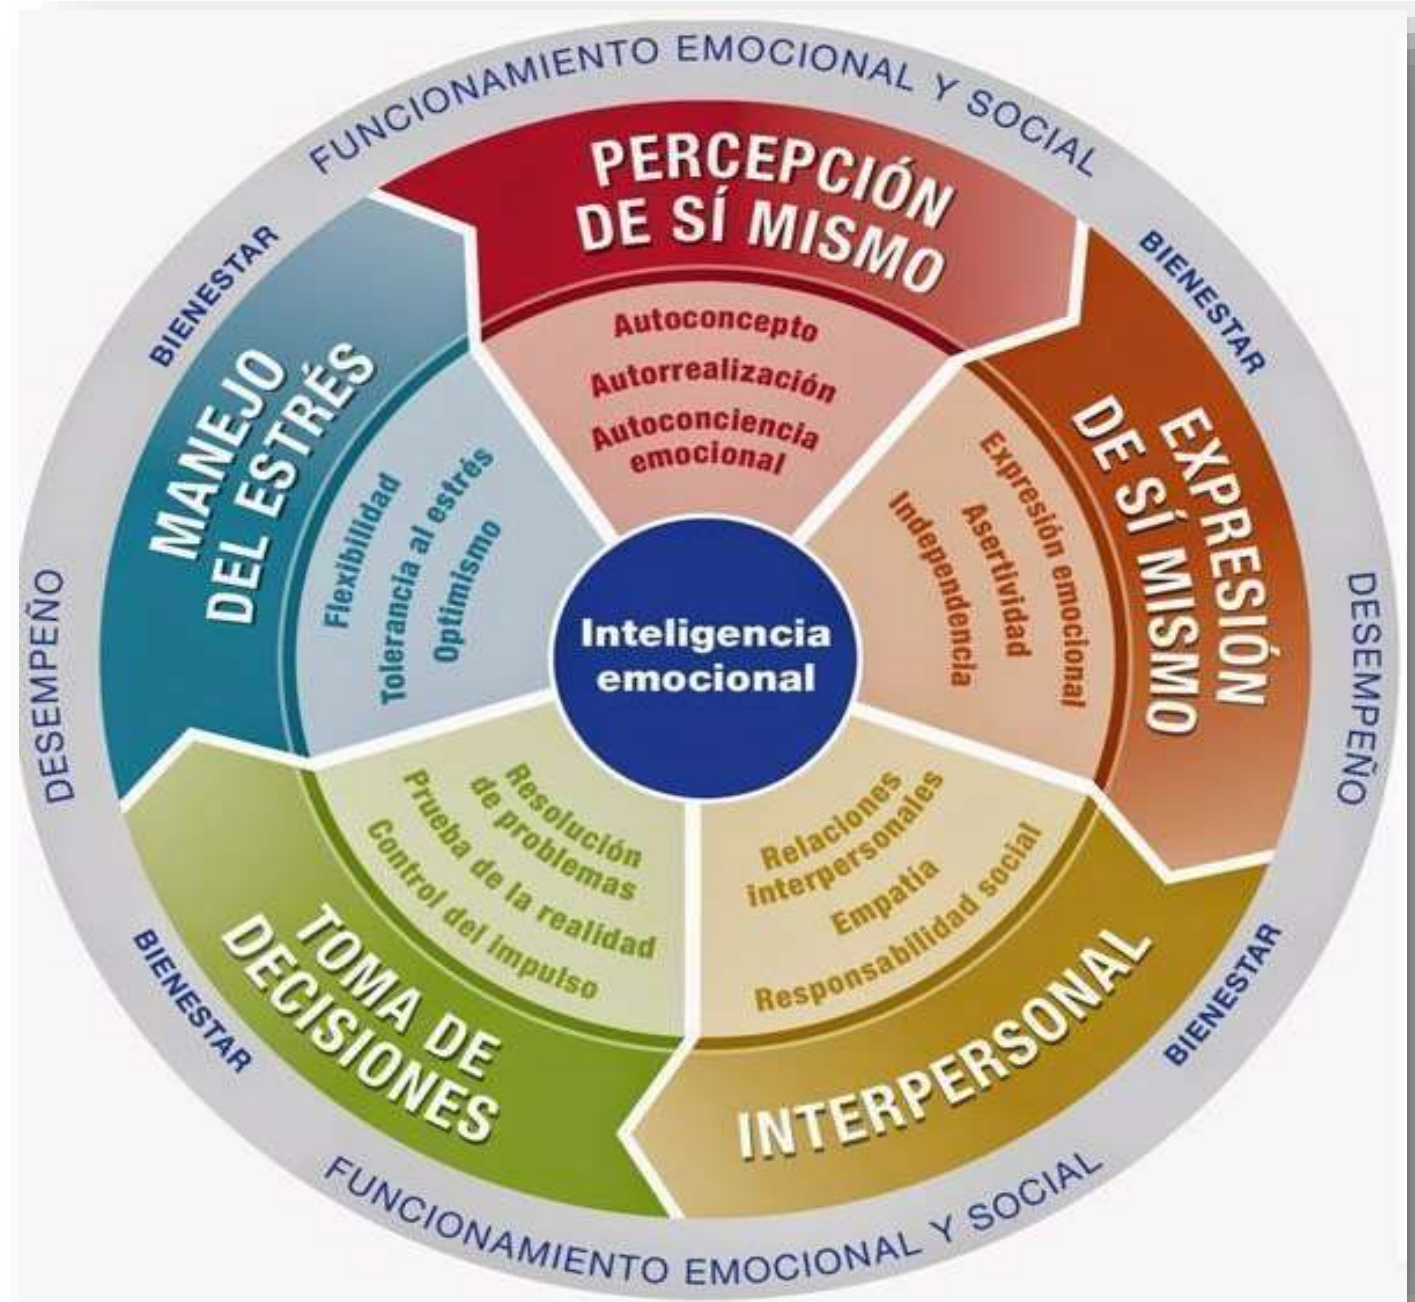 FUNCIONAMIENTO EMOCIONAL Y SOCIAL
BIENESTAR
BIENESTAR
DESEMPEÑO
DESEMPEÑO
BIENESTAR
BIENESTAR
FUNCIONAMIENTO EMOCIONAL Y SOCIAL
PERCEPCIÓN
DE SÍ MISMO
Autoconcepto
Autorrealización
Autoconciencia
emocional
EXPRESIÓN
DE SÍ MISMO
Expresión emocional
Asertividad
Independencia
INTERPERSONAL
Relaciones
interpersonales
Empatía
Responsabilidad social
TOMA DE
DECISIONES
Resolución
de problemas
Prueba de la realidad
Control del impulso
MANEJO
DEL ESTRÉS
Flexibilidad
Tolerancia al estrés
Optimismo
Inteligencia
emocional